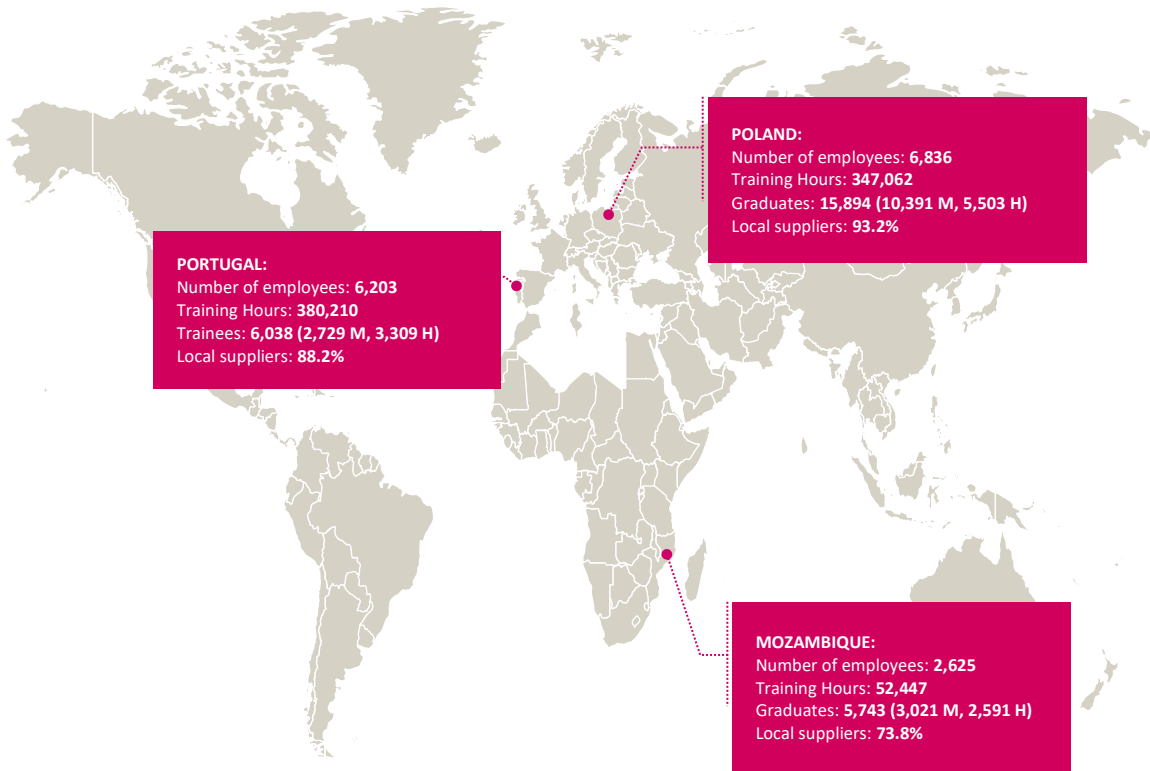 POLAND:
Number of employees: 6,836
Training Hours: 347,062
Graduates: 15,894 (10,391 M, 5,503 H)
Local suppliers: 93.2%
PORTUGAL:
Number of employees: 6,203
Training Hours: 380,210
Trainees: 6,038 (2,729 M, 3,309 H)
Local suppliers: 88.2%
MOZAMBIQUE:
Number of employees: 2,625
Training Hours: 52,447
Graduates: 5,743 (3,021 M, 2,591 H)
Local suppliers: 73.8%